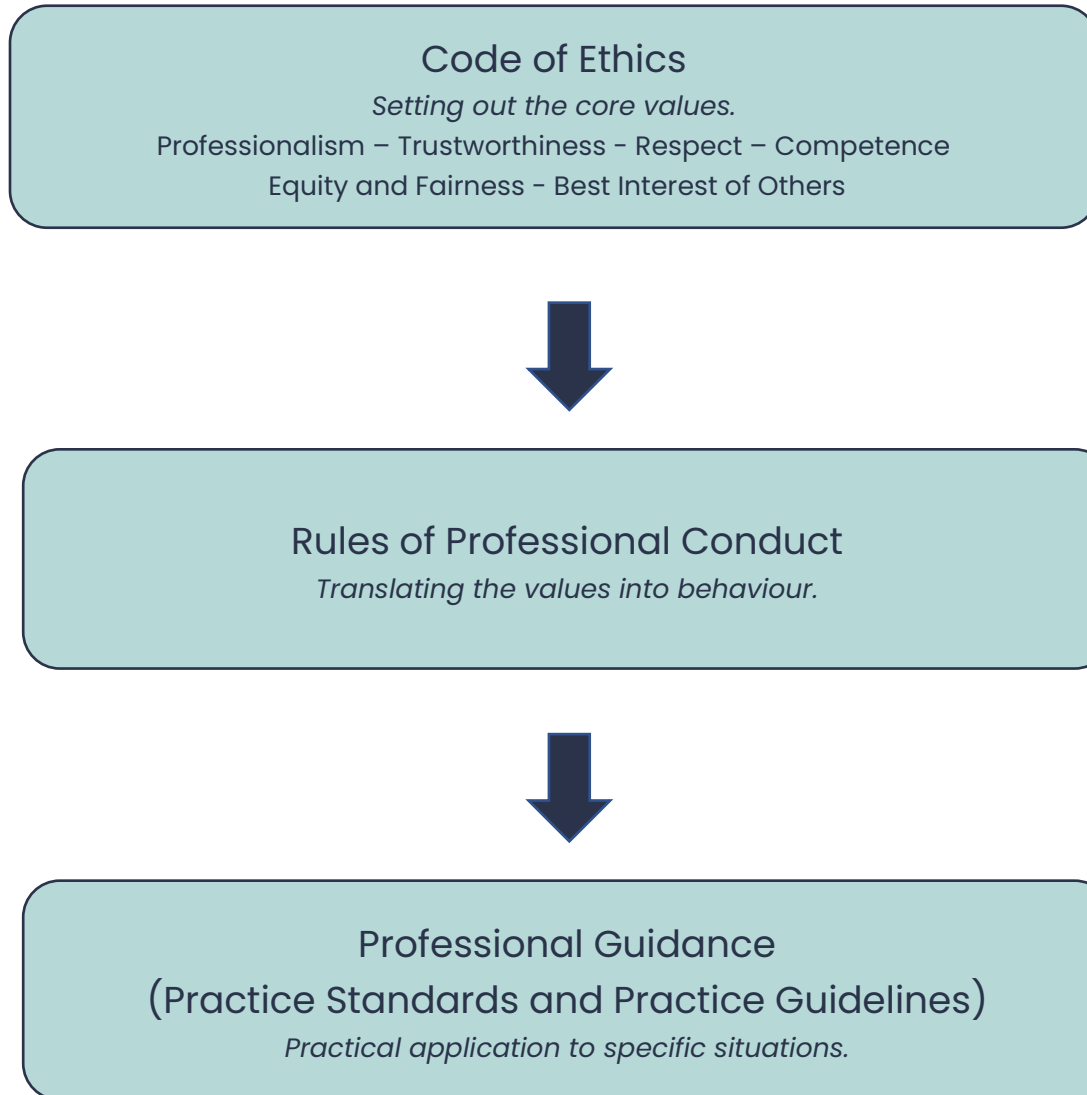 Code of Ethics
Setting out the core values.
Professionalism – Trustworthiness - Respect – Competence
Equity and Fairness - Best Interest of Others
Rules of Professional Conduct
Translating the values into behaviour.
Professional Guidance
(Practice Standards and Practice Guidelines)
Practical application to specific situations.